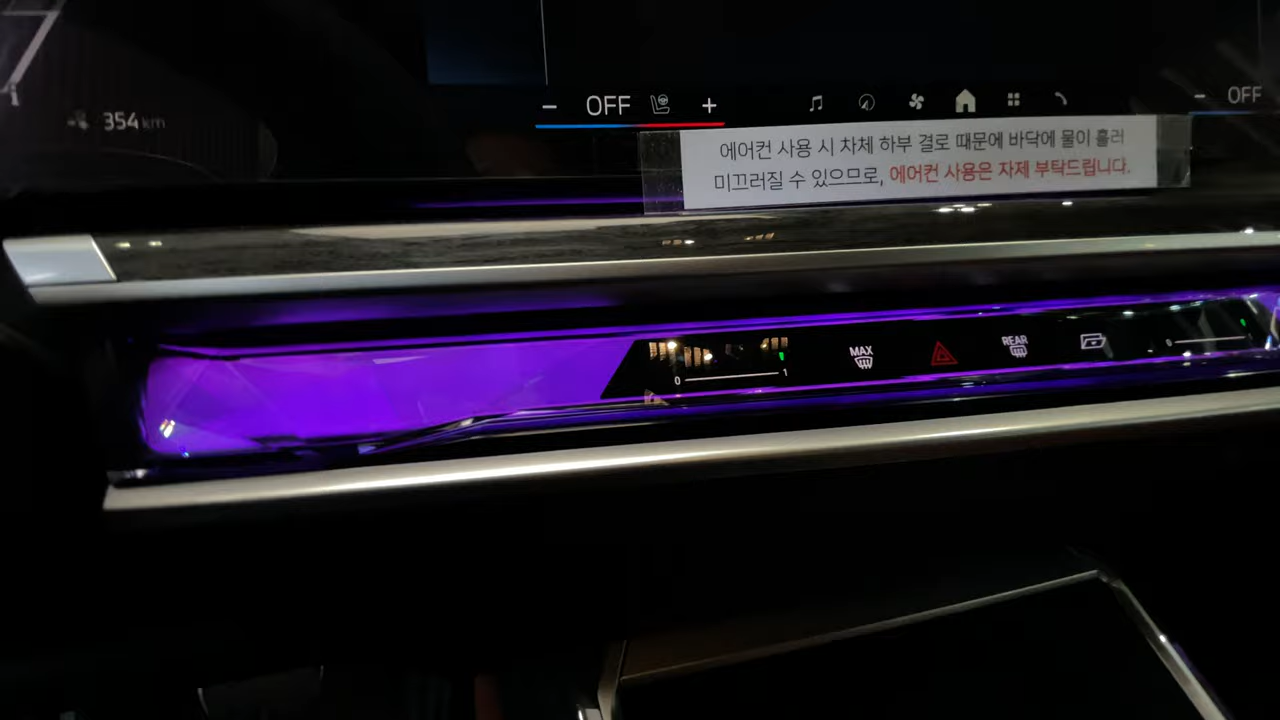 7
354 km
− OFF +
− OFF
에어컨 사용 시 차체 하부 결로 때문에 바닥에 물이 흘러
미끄러질 수 있으므로, 에어컨 사용은 자제 부탁드립니다.
MAX
REAR
0 1
0